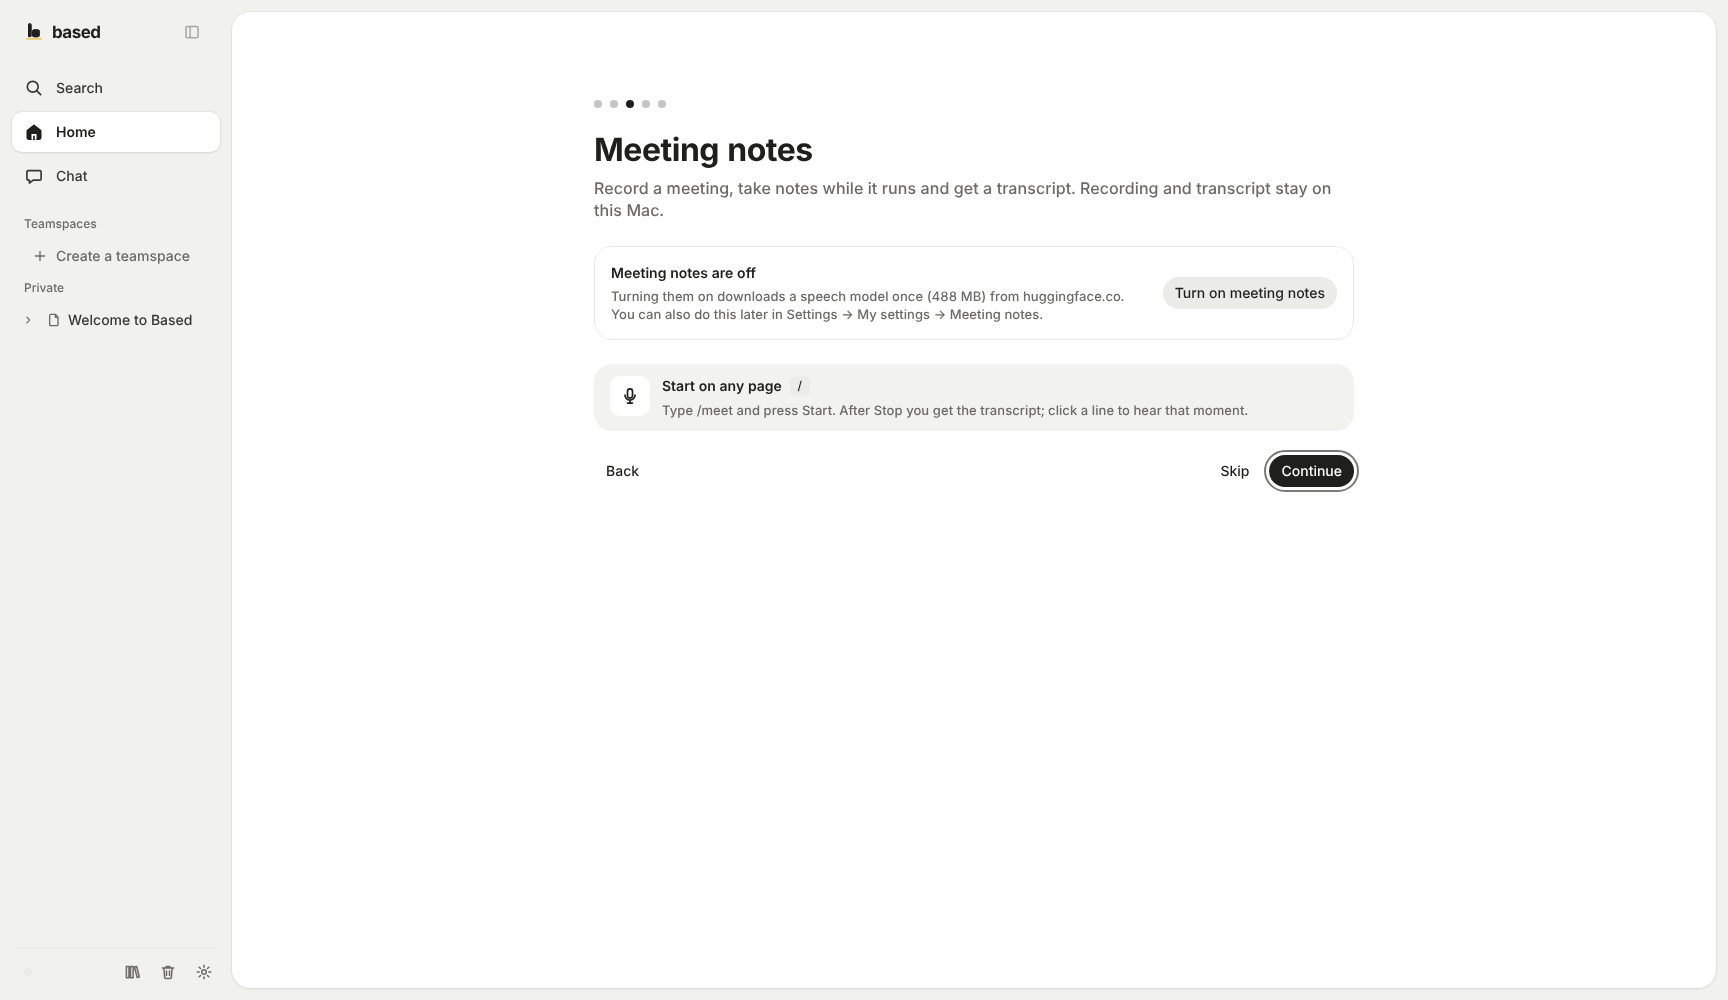 based
Search
Home
Chat
Teamspaces
Create a teamspace
Private
Welcome to Based
Meeting notes
Record a meeting, take notes while it runs and get a transcript. Recording and transcript stay on
this Mac.
Meeting notes are off
Turning them on downloads a speech model once (488 MB) from huggingface.co.
You can also do this later in Settings → My settings → Meeting notes.
Turn on meeting notes
Start on any page /
Type /meet and press Start. After Stop you get the transcript; click a line to hear that moment.
Back
Skip
Continue